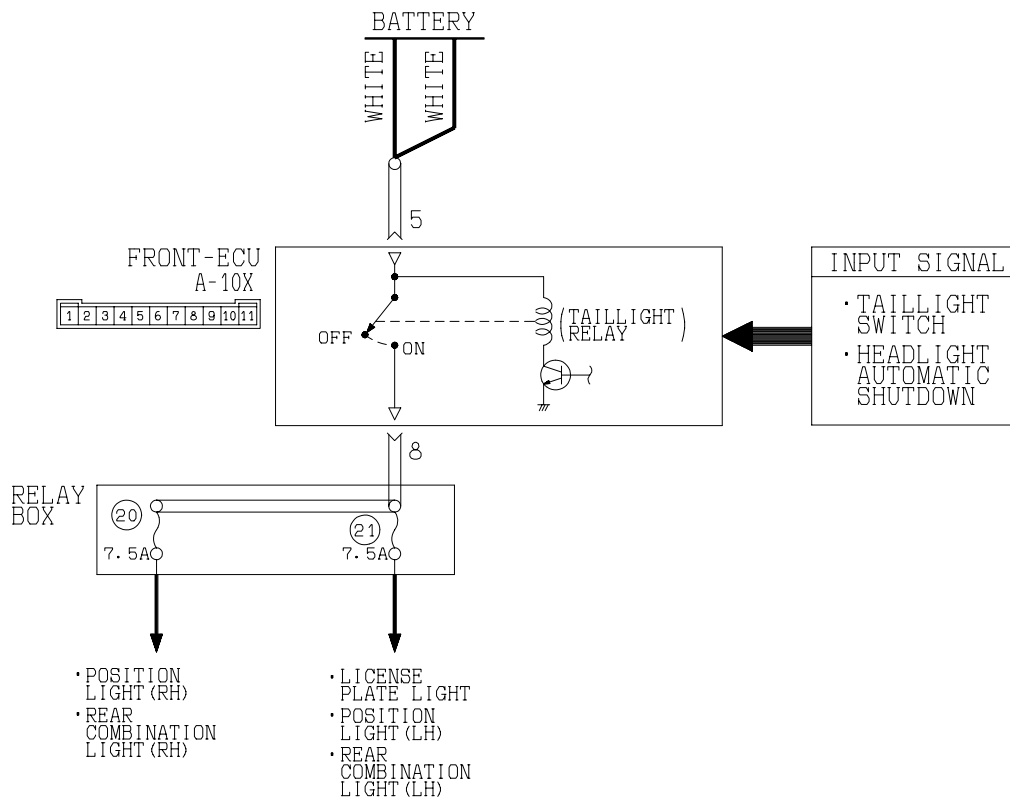 BATTERY
WHITE
WHITE
5
FRONT-ECU
A-10X
1 2 3 4 5 6 7 8 9 10 11
OFF
ON
(TAILLIGHT
RELAY)
INPUT SIGNAL
・TAILLIGHT
SWITCH
・HEADLIGHT
AUTOMATIC
SHUTDOWN
8
RELAY
BOX
20
7.5A
21
7.5A
・POSITION
LIGHT(RH)
・REAR
COMBINATION
LIGHT(RH)
・LICENSE
PLATE LIGHT
・POSITION
LIGHT(LH)
・REAR
COMBINATION
LIGHT(LH)